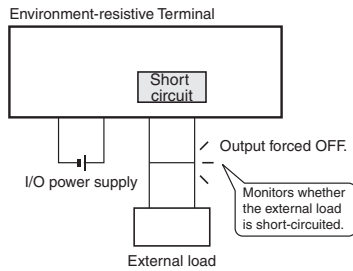 Environment-resistive Terminal
Short
circuit
Output forced OFF.
I/O power supply
Monitors whether
the external load
is short-circuited.
External load